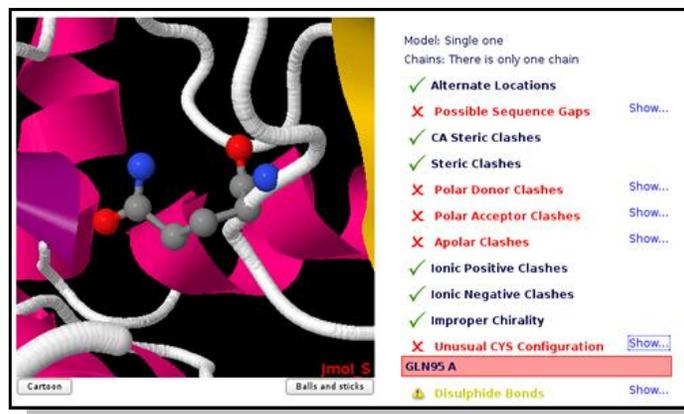 Model: Single one
Chains: There is only one chain
Alternate Locations
Possible Sequence Gaps Show...
CA Steric Clashes
Steric Clashes
Polar Donor Clashes Show...
Polar Acceptor Clashes Show...
Apolar Clashes Show...
Ionic Positive Clashes
Ionic Negative Clashes
Improper Chirality
Unusual CYS Configuration Show...
GLN95 A
Disulphide Bonds Show...
Jmol S
Cartoon
Balls and sticks